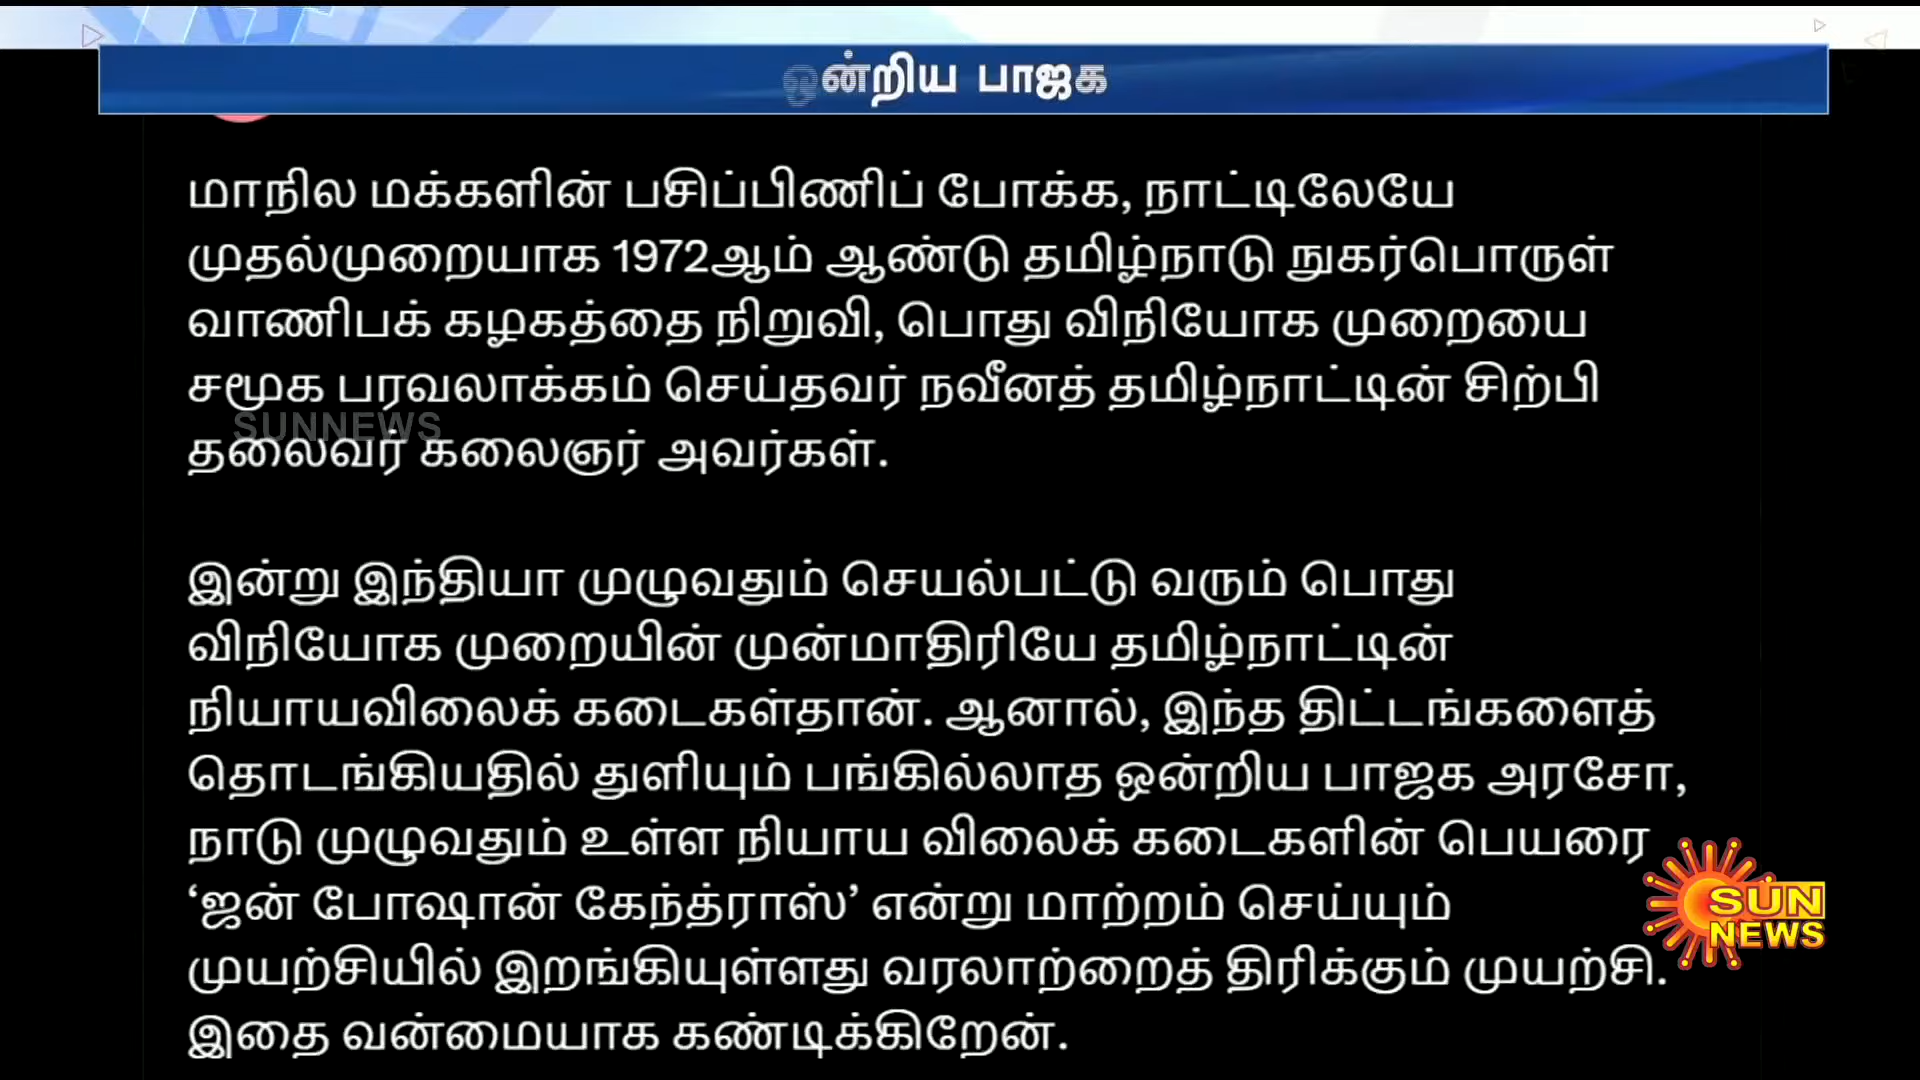 ஒன்றிய பாஜக
மாநில மக்களின் பசிப்பிணிப் போக்க, நாட்டிலேயே
முதல்முறையாக 1972ஆம் ஆண்டு தமிழ்நாடு நுகர்பொருள்
வாணிபக் கழகத்தை நிறுவி, பொது விநியோக முறையை
சமூக பரவலாக்கம் செய்தவர் நவீனத் தமிழ்நாட்டின் சிற்பி
SUNNEWS
தலைவர் கலைஞர் அவர்கள்.
இன்று இந்தியா முழுவதும் செயல்பட்டு வரும் பொது
விநியோக முறையின் முன்மாதிரியே தமிழ்நாட்டின்
நியாயவிலைக் கடைகள்தான். ஆனால், இந்த திட்டங்களைத்
தொடங்கியதில் துளியும் பங்கில்லாத ஒன்றிய பாஜக அரசோ,
நாடு முழுவதும் உள்ள நியாய விலைக் கடைகளின் பெயரை
‘ஜன் போஷான் கேந்த்ராஸ்’ என்று மாற்றம் செய்யும்
முயற்சியில் இறங்கியுள்ளது வரலாற்றைத் திரிக்கும் முயற்சி.
இதை வன்மையாக கண்டிக்கிறேன்.
SUN
NEWS